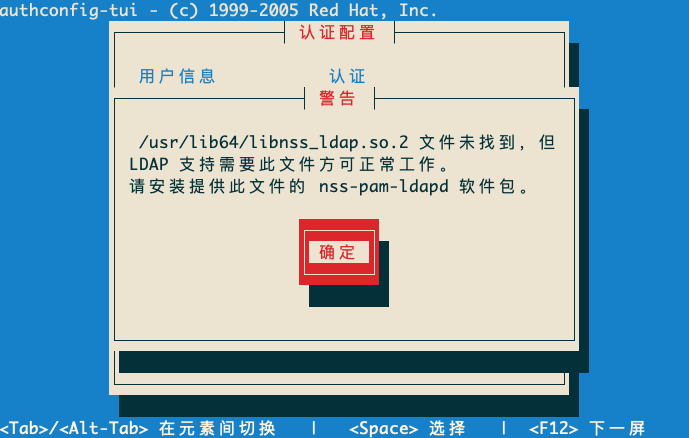 authconfig-tui - (c) 1999-2005 Red Hat, Inc.
认证配置
用户信息 认证
警告
/usr/lib64/libnss_ldap.so.2 文件未找到，但
LDAP 支持需要此文件方可正常工作。
请安装提供此文件的 nss-pam-ldapd 软件包。
确定
<Tab>/<Alt-Tab> 在元素间切换 | <Space> 选择 | <F12> 下一屏